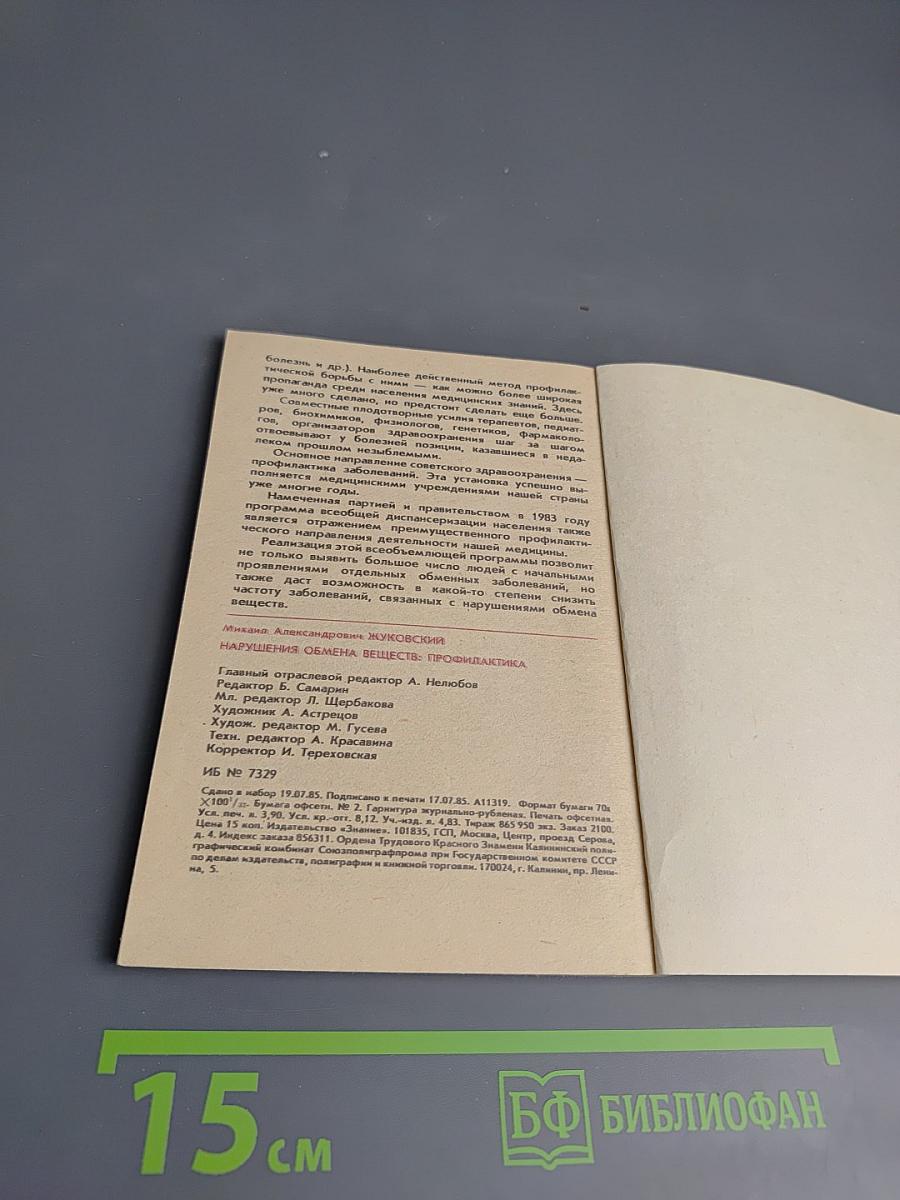 болезнь и др.). Наиболее действенный метод профилак-
тической борьбы с ними — как можно более широкая
пропаганда среди населения медицинских знаний. Здесь
уже много сделано, но предстоит сделать еще больше.
Совместные плодотворные усилия терапевтов, педиат-
ров, биохимиков, физиологов, генетиков, фармаколо-
гов, организаторов здравоохранения шаг за шагом
отвоевывают у болезней позиции, казавшиеся в неда-
леком прошлом незыблемыми.
Основное направление советского здравоохранения —
профилактика заболеваний. Эта установка успешно вы-
полняется медицинскими учреждениями нашей страны
уже многие годы.
Намеченная партией и правительством в 1983 году
программа всеобщей диспансеризации населения также
является отражением преимущественного профилакти-
ческого направления деятельности нашей медицины.
Реализация этой всеобъемлющей программы позволит
не только выявить большое число людей с начальными
проявлениями отдельных обменных заболеваний, но
также даст возможность в какой-то степени снизить
частоту заболеваний, связанных с нарушениями обмена
веществ.
Михаил Александрович ЖУКОВСКИЙ
НАРУШЕНИЯ ОБМЕНА ВЕЩЕСТВ: ПРОФИЛАКТИКА
Главный отраслевой редактор А. Нелюбов
Редактор Б. Самарин
Мл. редактор Л. Щербакова
Художник А. Астрецов
Худож. редактор М. Гусева
Техн. редактор А. Красавина
Корректор И. Тереховская
ИБ № 7329
Сдано в набор 19.07.85. Подписано к печати 17.07.85. А11319. Формат бумаги 70х
×100 1/32. Бумага офсетн. № 2. Гарнитура журнально-рубленая. Печать офсетная.
Усл. печ. л. 3,90. Усл. кр.-отт. 8,12. Уч.-изд. л. 4,83. Тираж 865 950 экз. Заказ 2100.
Цена 15 коп. Издательство «Знание». 101835, ГСП, Москва, Центр, проезд Серова,
д. 4. Индекс заказа 856311. Ордена Трудового Красного Знамени Калининский поли-
графический комбинат Союзполиграфпрома при Государственном комитете СССР
по делам издательств, полиграфии и книжной торговли. 170024, г. Калинин, пр. Лени-
на, 5.
15 см
БФ БИБЛИОФАН